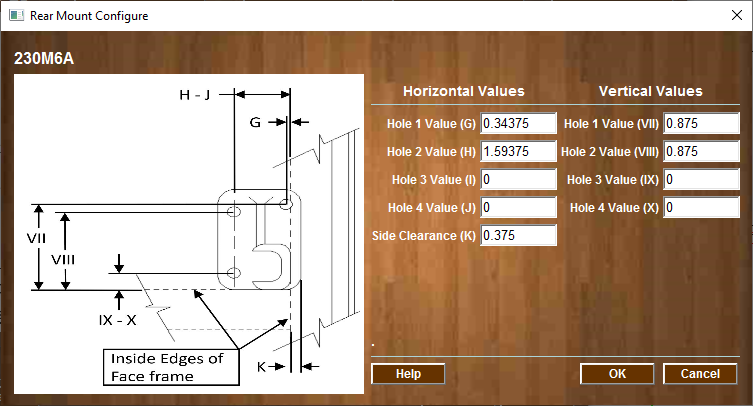 Rear Mount Configure
230M6A
H - J
G
VII
VIII
IX - X
K
Inside Edges of
Face frame
Horizontal Values
Vertical Values
Hole 1 Value (G) 0.34375
Hole 1 Value (VII) 0.875
Hole 2 Value (H) 1.59375
Hole 2 Value (VIII) 0.875
Hole 3 Value (I) 0
Hole 3 Value (IX) 0
Hole 4 Value (J) 0
Hole 4 Value (X) 0
Side Clearance (K) 0.375
.
Help
OK
Cancel